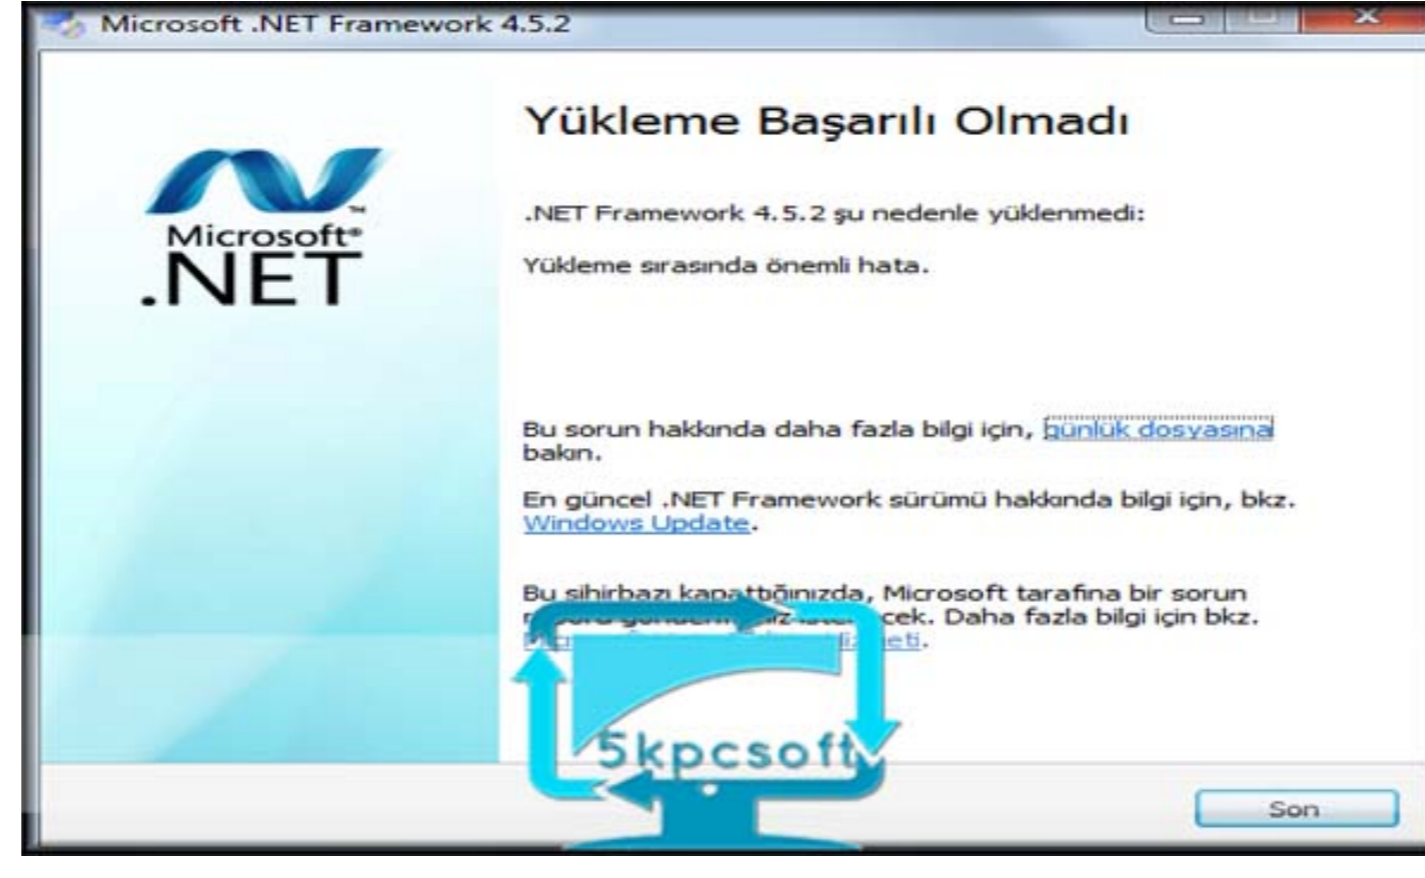 Microsoft .NET Framework 4.5.2
Yükleme Başarılı Olmadı
Microsoft®
.NET
.NET Framework 4.5.2 şu nedenle yüklenmedi:
Yükleme sırasında önemli hata.
Bu sorun hakkında daha fazla bilgi için, günlük dosyasına
bakın.
En güncel .NET Framework sürümü hakkında bilgi için, bkz.
Windows Update.
Bu sihirbazı kapattığınızda, Microsoft tarafına bir sorun
Daha fazla bilgi için bkz.
5kpcsoft
Son